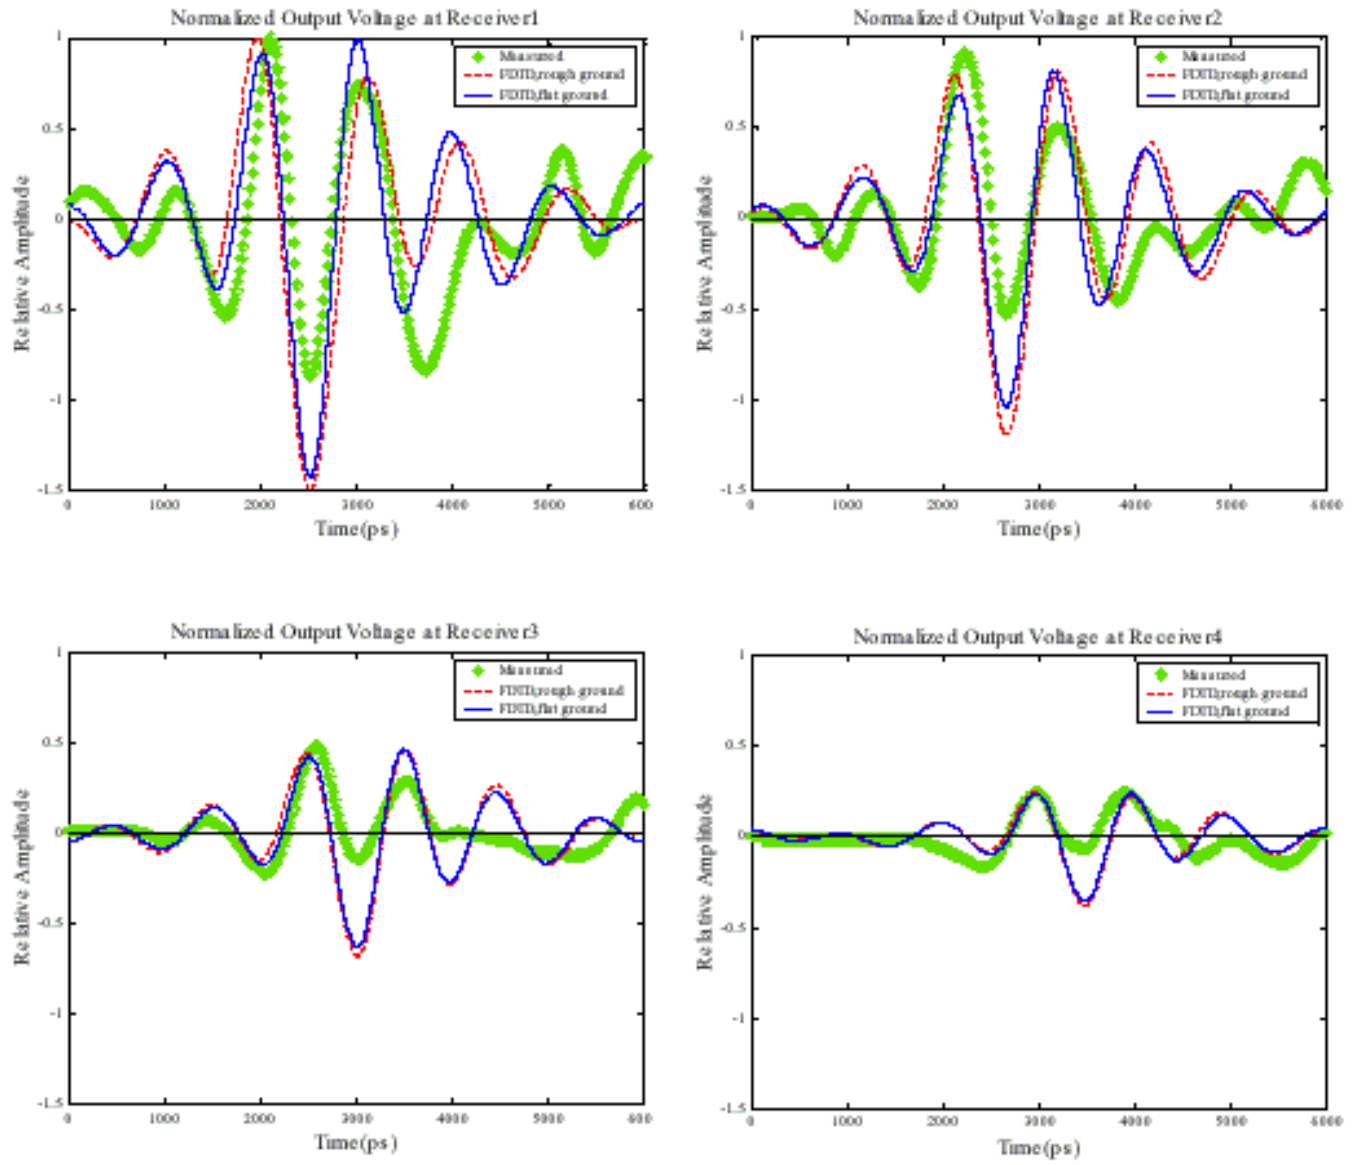 Normalized Output Voltage at Receiver1
Measured
FDTD,rough ground
FDTD,flat ground
Relative Amplitude
1
0.5
0
-0.5
-1
-1.5
0 1000 2000 3000 4000 5000 600
Time(ps)
Normalized Output Voltage at Receiver2
Measured
FDTD,rough ground
FDTD,flat ground
Relative Amplitude
1
0.5
0
-0.5
-1
-1.5
0 1000 2000 3000 4000 5000 6000
Time(ps)
Normalized Output Voltage at Receiver3
Measured
FDTD,rough ground
FDTD,flat ground
Relative Amplitude
1
0.5
0
-0.5
-1
-1.5
0 1000 2000 3000 4000 5000 600
Time(ps)
Normalized Output Voltage at Receiver4
Measured
FDTD,rough ground
FDTD,flat ground
Relative Amplitude
1
0.5
0
-0.5
-1
-1.5
0 1000 2000 3000 4000 5000 6000
Time(ps)